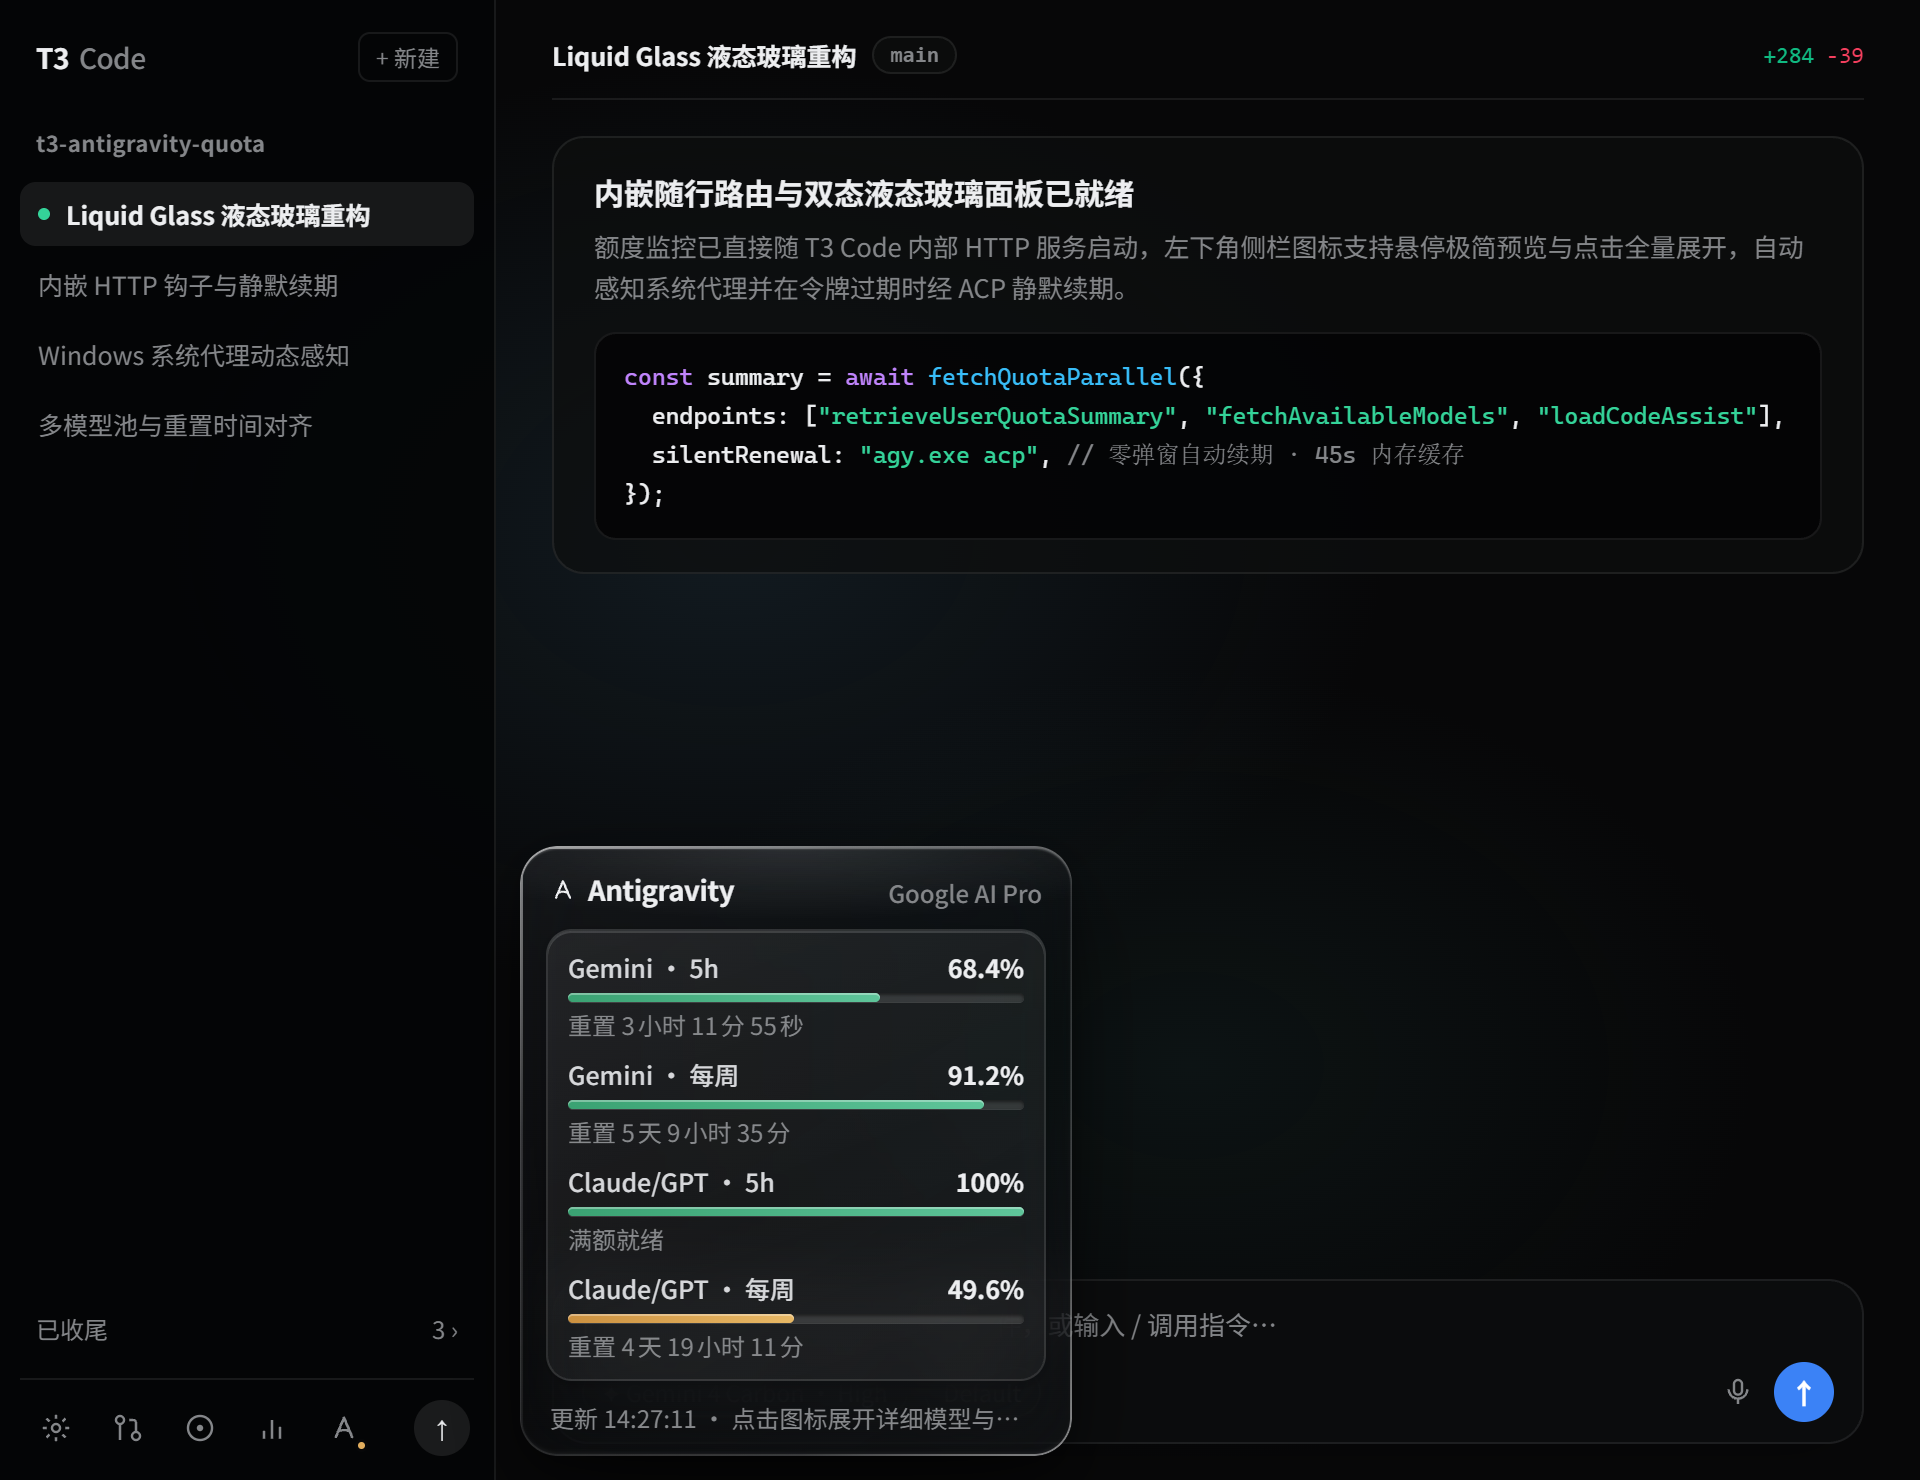 T3 Code
+ 新建
t3-antigravity-quota
Liquid Glass 液态玻璃重构
内嵌 HTTP 钩子与静默续期
Windows 系统代理动态感知
多模型池与重置时间对齐
已收尾
3 ›
Liquid Glass 液态玻璃重构
main
+284 -39
内嵌随行路由与双态液态玻璃面板已就绪
额度监控已直接随 T3 Code 内部 HTTP 服务启动，左下角侧栏图标支持悬停极简预览与点击全量展开，自动
感知系统代理并在令牌过期时经 ACP 静默续期。
const summary = await fetchQuotaParallel({
  endpoints: ["retrieveUserQuotaSummary", "fetchAvailableModels", "loadCodeAssist"],
  silentRenewal: "agy.exe acp", // 零弹窗自动续期 · 45s 内存缓存
});
Antigravity
Google AI Pro
Gemini • 5h
68.4%
重置 3小时 11分 55秒
Gemini • 每周
91.2%
重置 5天 9小时 35分
Claude/GPT • 5h
100%
满额就绪
Claude/GPT • 每周
49.6%
重置 4天 19小时 11分
更新 14:27:11 • 点击图标展开详细模型与…
或输入 / 调用指令…